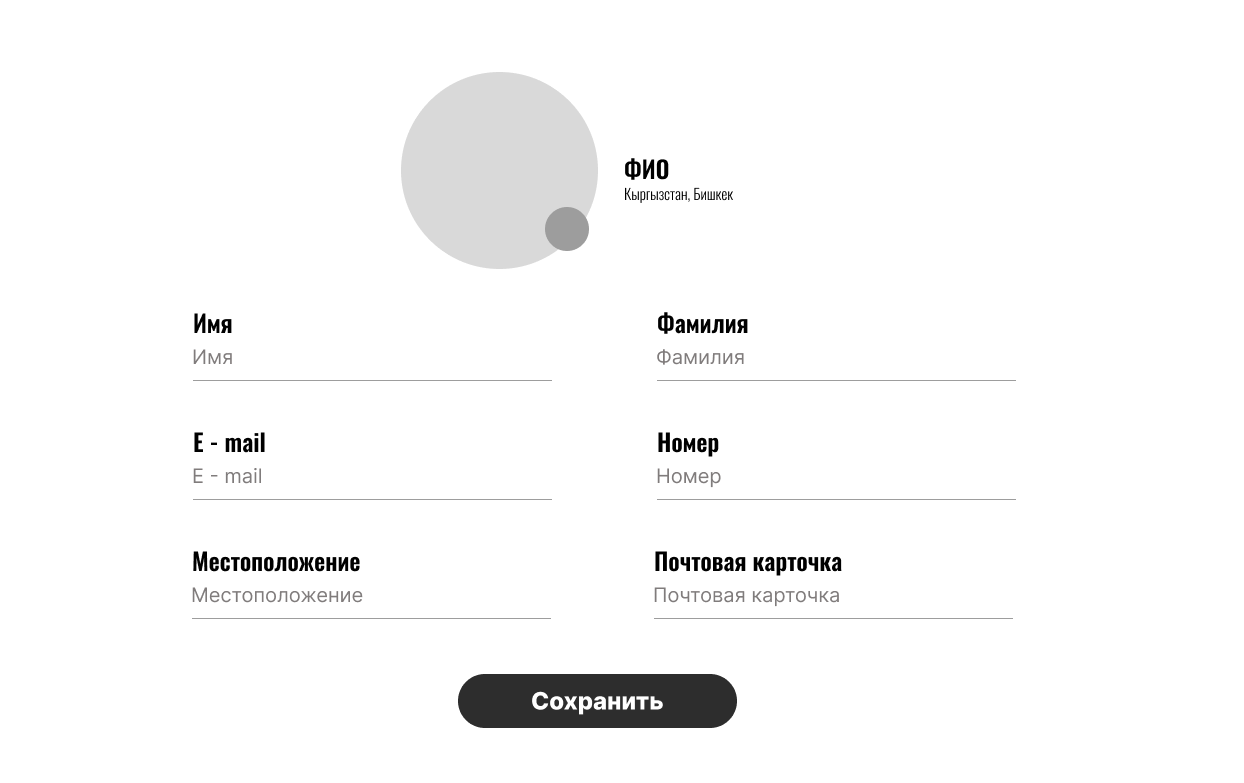 ФИО
Кыргызстан, Бишкек
Имя
Имя
Фамилия
Фамилия
E - mail
E - mail
Номер
Номер
Местоположение
Местоположение
Почтовая карточка
Почтовая карточка
Сохранить